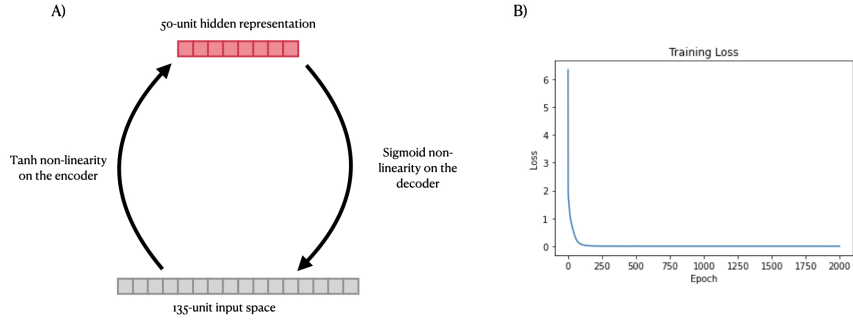 A)
50-unit hidden representation
Tanh non-linearity
on the encoder
Sigmoid non-
linearity on the
decoder
135-unit input space
B)
Training Loss
Loss
6
5
4
3
2
1
0
0 250 500 750 1000 1250 1500 1750 2000
Epoch